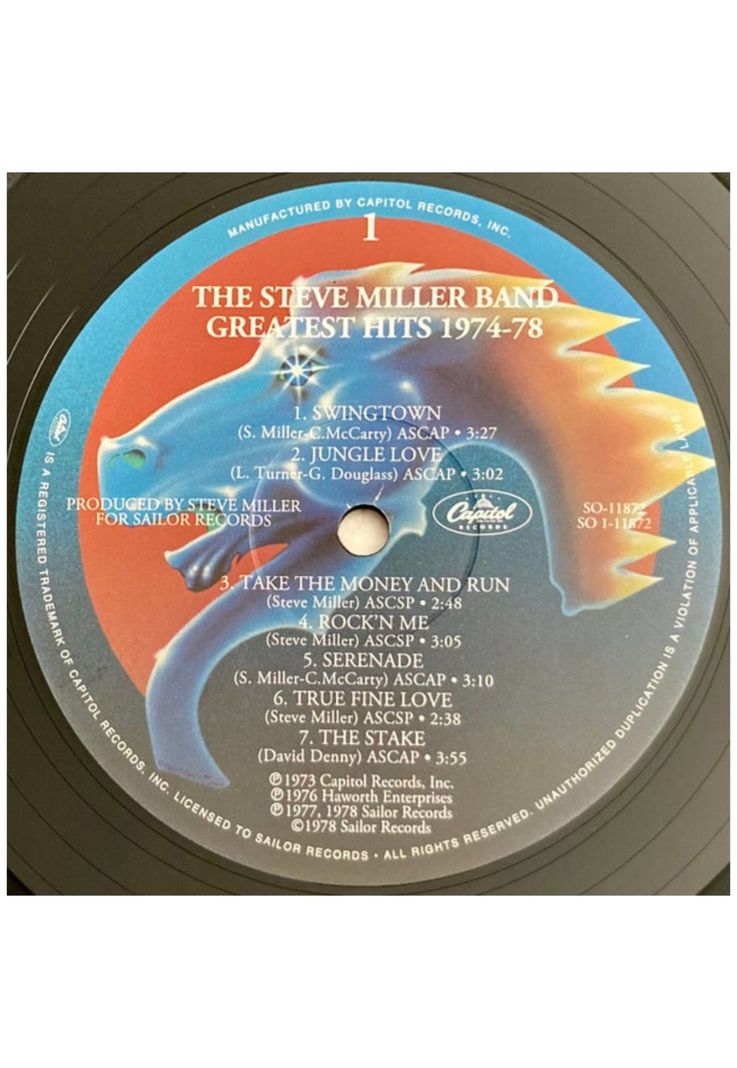 MANUFACTURED BY CAPITOL RECORDS, INC.
1
THE STEVE MILLER BAND
GREATEST HITS 1974-78
1. SWINGTOWN
(S. Miller-C.McCarty) ASCAP • 3:27
2. JUNGLE LOVE
(L. Turner-G. Douglass) ASCAP • 3:02
PRODUCED BY STEVE MILLER
FOR SAILOR RECORDS
Capitol
RECORDS
SO-11872
SO 1-11872
3. TAKE THE MONEY AND RUN
(Steve Miller) ASCSP • 2:48
4. ROCK'N ME
(Steve Miller) ASCSP • 3:05
5. SERENADE
(S. Miller-C.McCarty) ASCAP • 3:10
6. TRUE FINE LOVE
(Steve Miller) ASCSP • 2:38
7. THE STAKE
(David Denny) ASCAP • 3:55
℗1973 Capitol Records, Inc.
℗1976 Haworth Enterprises
℗1977, 1978 Sailor Records
©1978 Sailor Records
Capitol IS A REGISTERED TRADEMARK OF CAPITOL RECORDS, INC. LICENSED TO SAILOR RECORDS • ALL RIGHTS RESERVED. UNAUTHORIZED DUPLICATION IS A VIOLATION OF APPLICABLE LAWS.